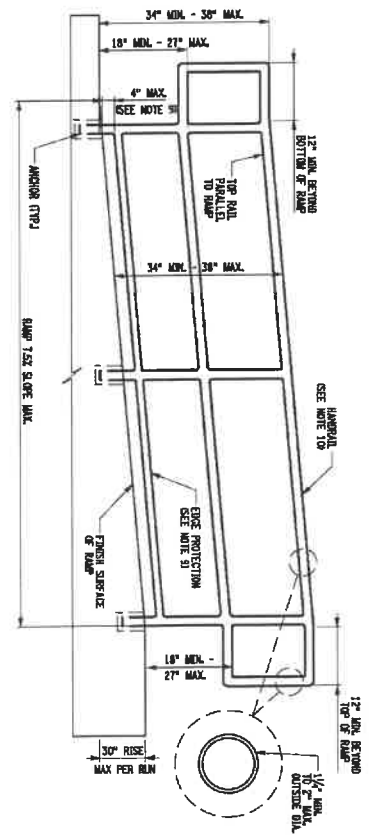 34" MIN. - 38" MAX.
18" MIN. - 27" MAX.
4" MAX.
(SEE NOTE 9)
12" MIN. BEYOND
BOTTOM OF RAMP
TOP RAIL
PARALLEL
TO RAMP
ANCHOR (TYP.)
34" MIN. - 38" MAX.
RAMP 7.5% SLOPE MAX.
HANDRAIL
(SEE NOTE 10)
EDGE PROTECTION
(SEE NOTE 9)
FINISH SURFACE
OF RAMP
18" MIN. -
27" MAX.
12" MIN. BEYOND
TOP OF RAMP
30" RISE
MAX PER RUN
1¼" MIN.
TO 2" MAX.
OUTSIDE DIA.